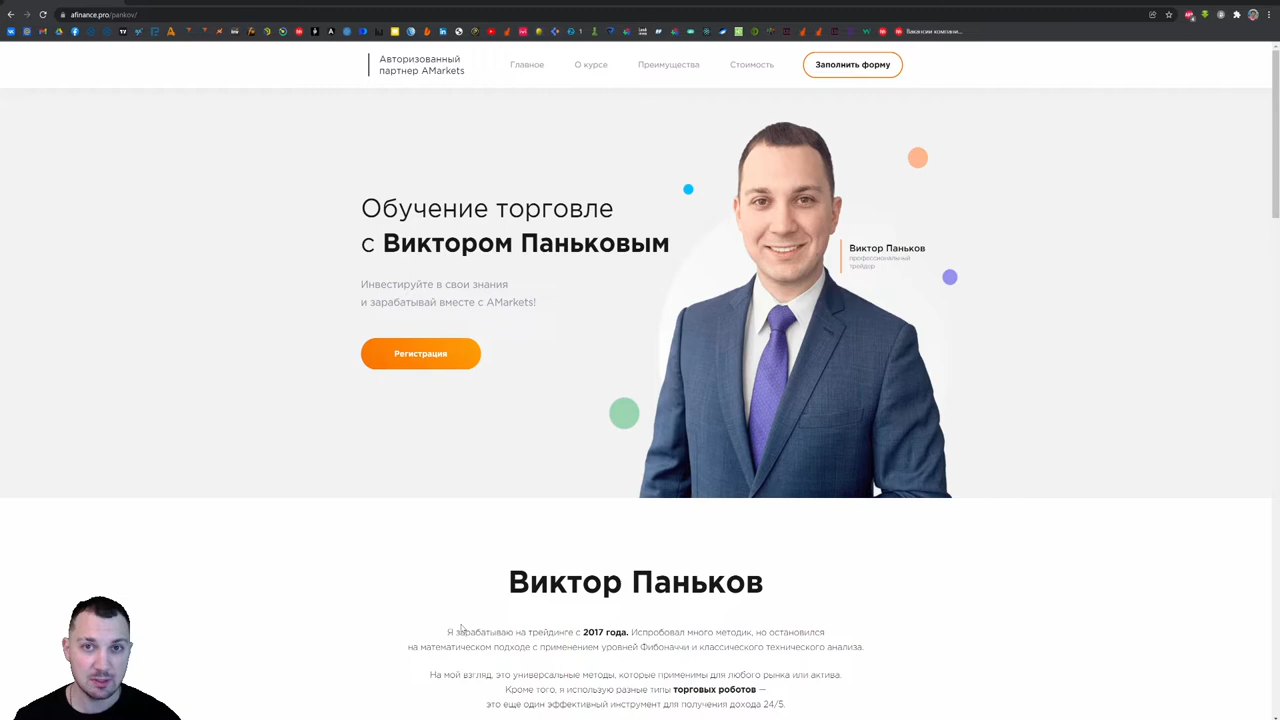 afinance.pro/pankov/
Вакансии компани...
Авторизованный
партнер AMarkets
Главное
О курсе
Преимущества
Стоимость
Заполнить форму
Обучение торговле
с Виктором Паньковым
Инвестируйте в свои знания
и зарабатывай вместе с AMarkets!
Регистрация
Виктор Паньков
профессиональный
трейдер
Виктор Паньков
Я зарабатываю на трейдинге с 2017 года. Испробовал много методик, но остановился
на математическом подходе с применением уровней Фибоначчи и классического технического анализа.
На мой взгляд, это универсальные методы, которые применимы для любого рынка или актива.
Кроме того, я использую разные типы торговых роботов —
это еще один эффективный инструмент для получения дохода 24/5.